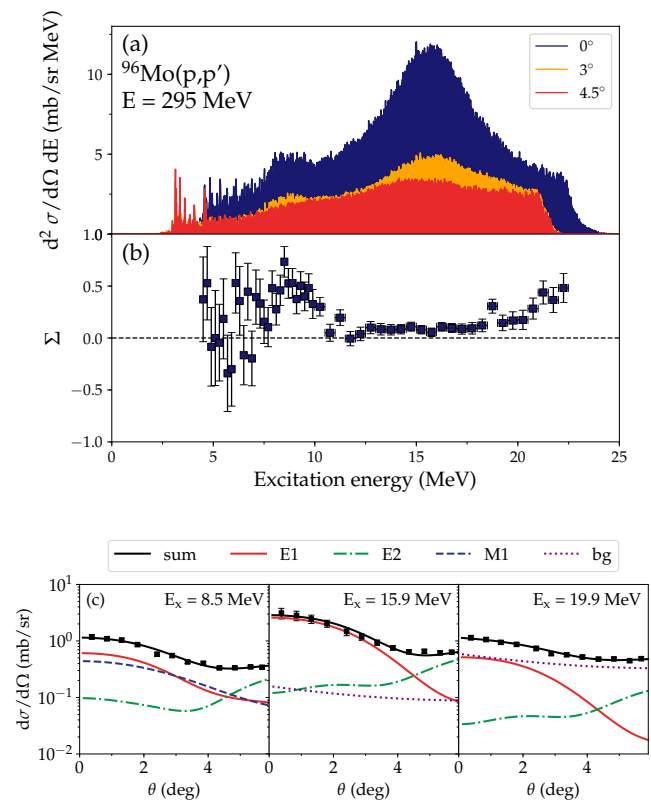 (a)
⁹⁶Mo(p,p')
E = 295 MeV
0°
3°
4.5°
d² σ/dΩ dE (mb/sr MeV)
10
5
1.0
(b)
0.5
0.0
−0.5
−1.0
Σ
0 5 10 15 20 25
Excitation energy (MeV)
sum E1 E2 M1 bg
(c)
Eₓ = 8.5 MeV
Eₓ = 15.9 MeV
Eₓ = 19.9 MeV
dσ/dΩ (mb/sr)
10¹
10⁰
10⁻¹
10⁻²
0 2 4 0 2 4 0 2 4
θ (deg) θ (deg) θ (deg)